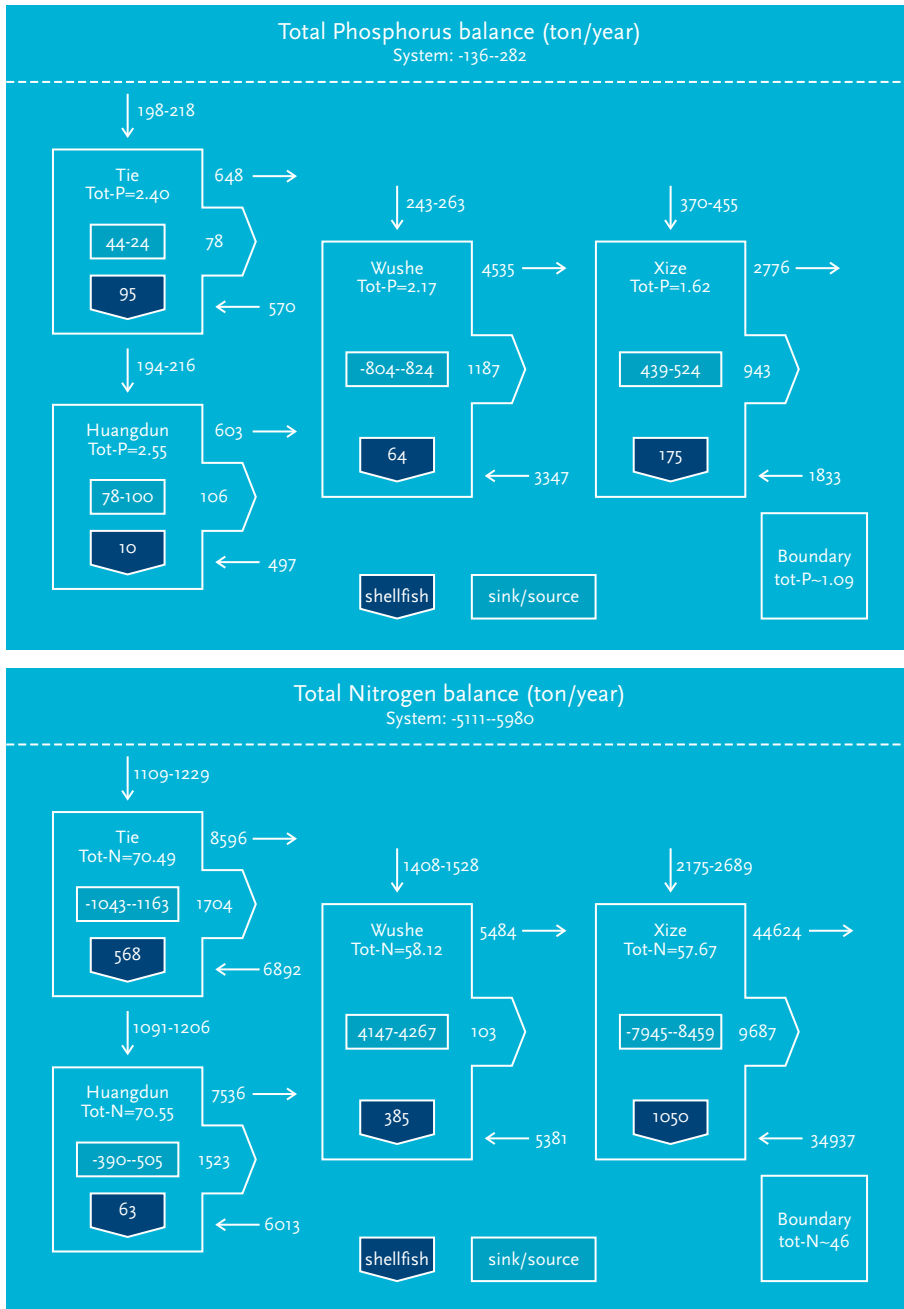 Total Phosphorus balance (ton/year)
System: -136--282
198-218
Tie
Tot-P=2.40
648
44-24
78
95
570
194-216
Huangdun
Tot-P=2.55
603
78-100
106
10
497
243-263
Wushe
Tot-P=2.17
4535
-804--824
1187
64
3347
370-455
Xize
Tot-P=1.62
2776
439-524
943
175
1833
shellfish
sink/source
Boundary
tot-P~1.09
Total Nitrogen balance (ton/year)
System: -5111--5980
1109-1229
Tie
Tot-N=70.49
8596
-1043--1163
1704
568
6892
1091-1206
Huangdun
Tot-N=70.55
7536
-390--505
1523
63
6013
1408-1528
Wushe
Tot-N=58.12
5484
4147-4267
103
385
5381
2175-2689
Xize
Tot-N=57.67
44624
-7945--8459
9687
1050
34937
shellfish
sink/source
Boundary
tot-N~46